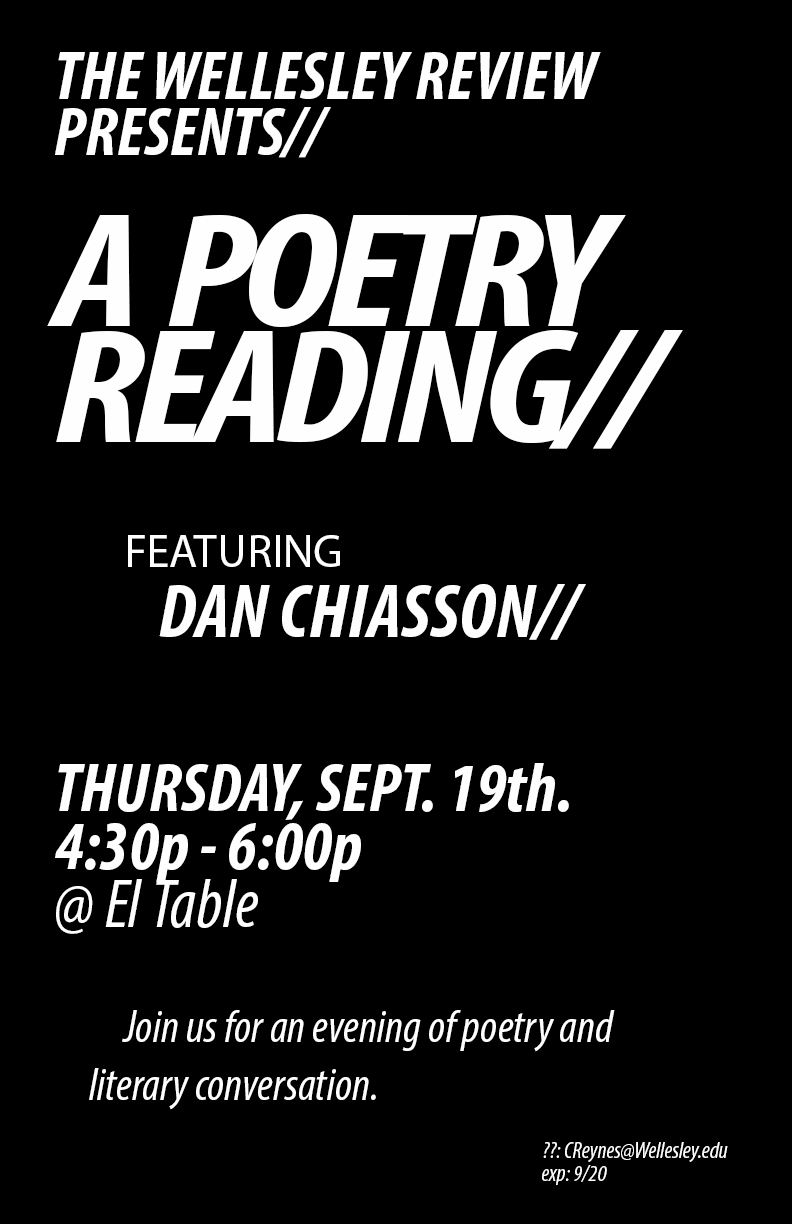 THE WELLESLEY REVIEW
PRESENTS//
A POETRY
READING//
FEATURING
DAN CHIASSON//
THURSDAY, SEPT. 19th.
4:30p - 6:00p
@ El Table
Join us for an evening of poetry and
literary conversation.
??: CReynes@Wellesley.edu
exp: 9/20